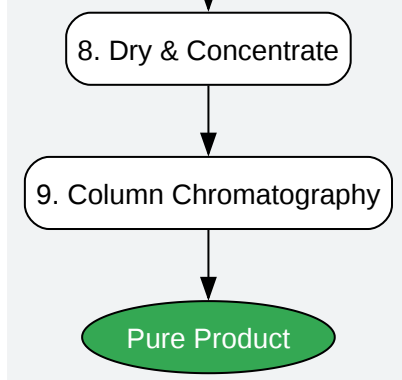 8. Dry & Concentrate
9. Column Chromatography
Pure Product